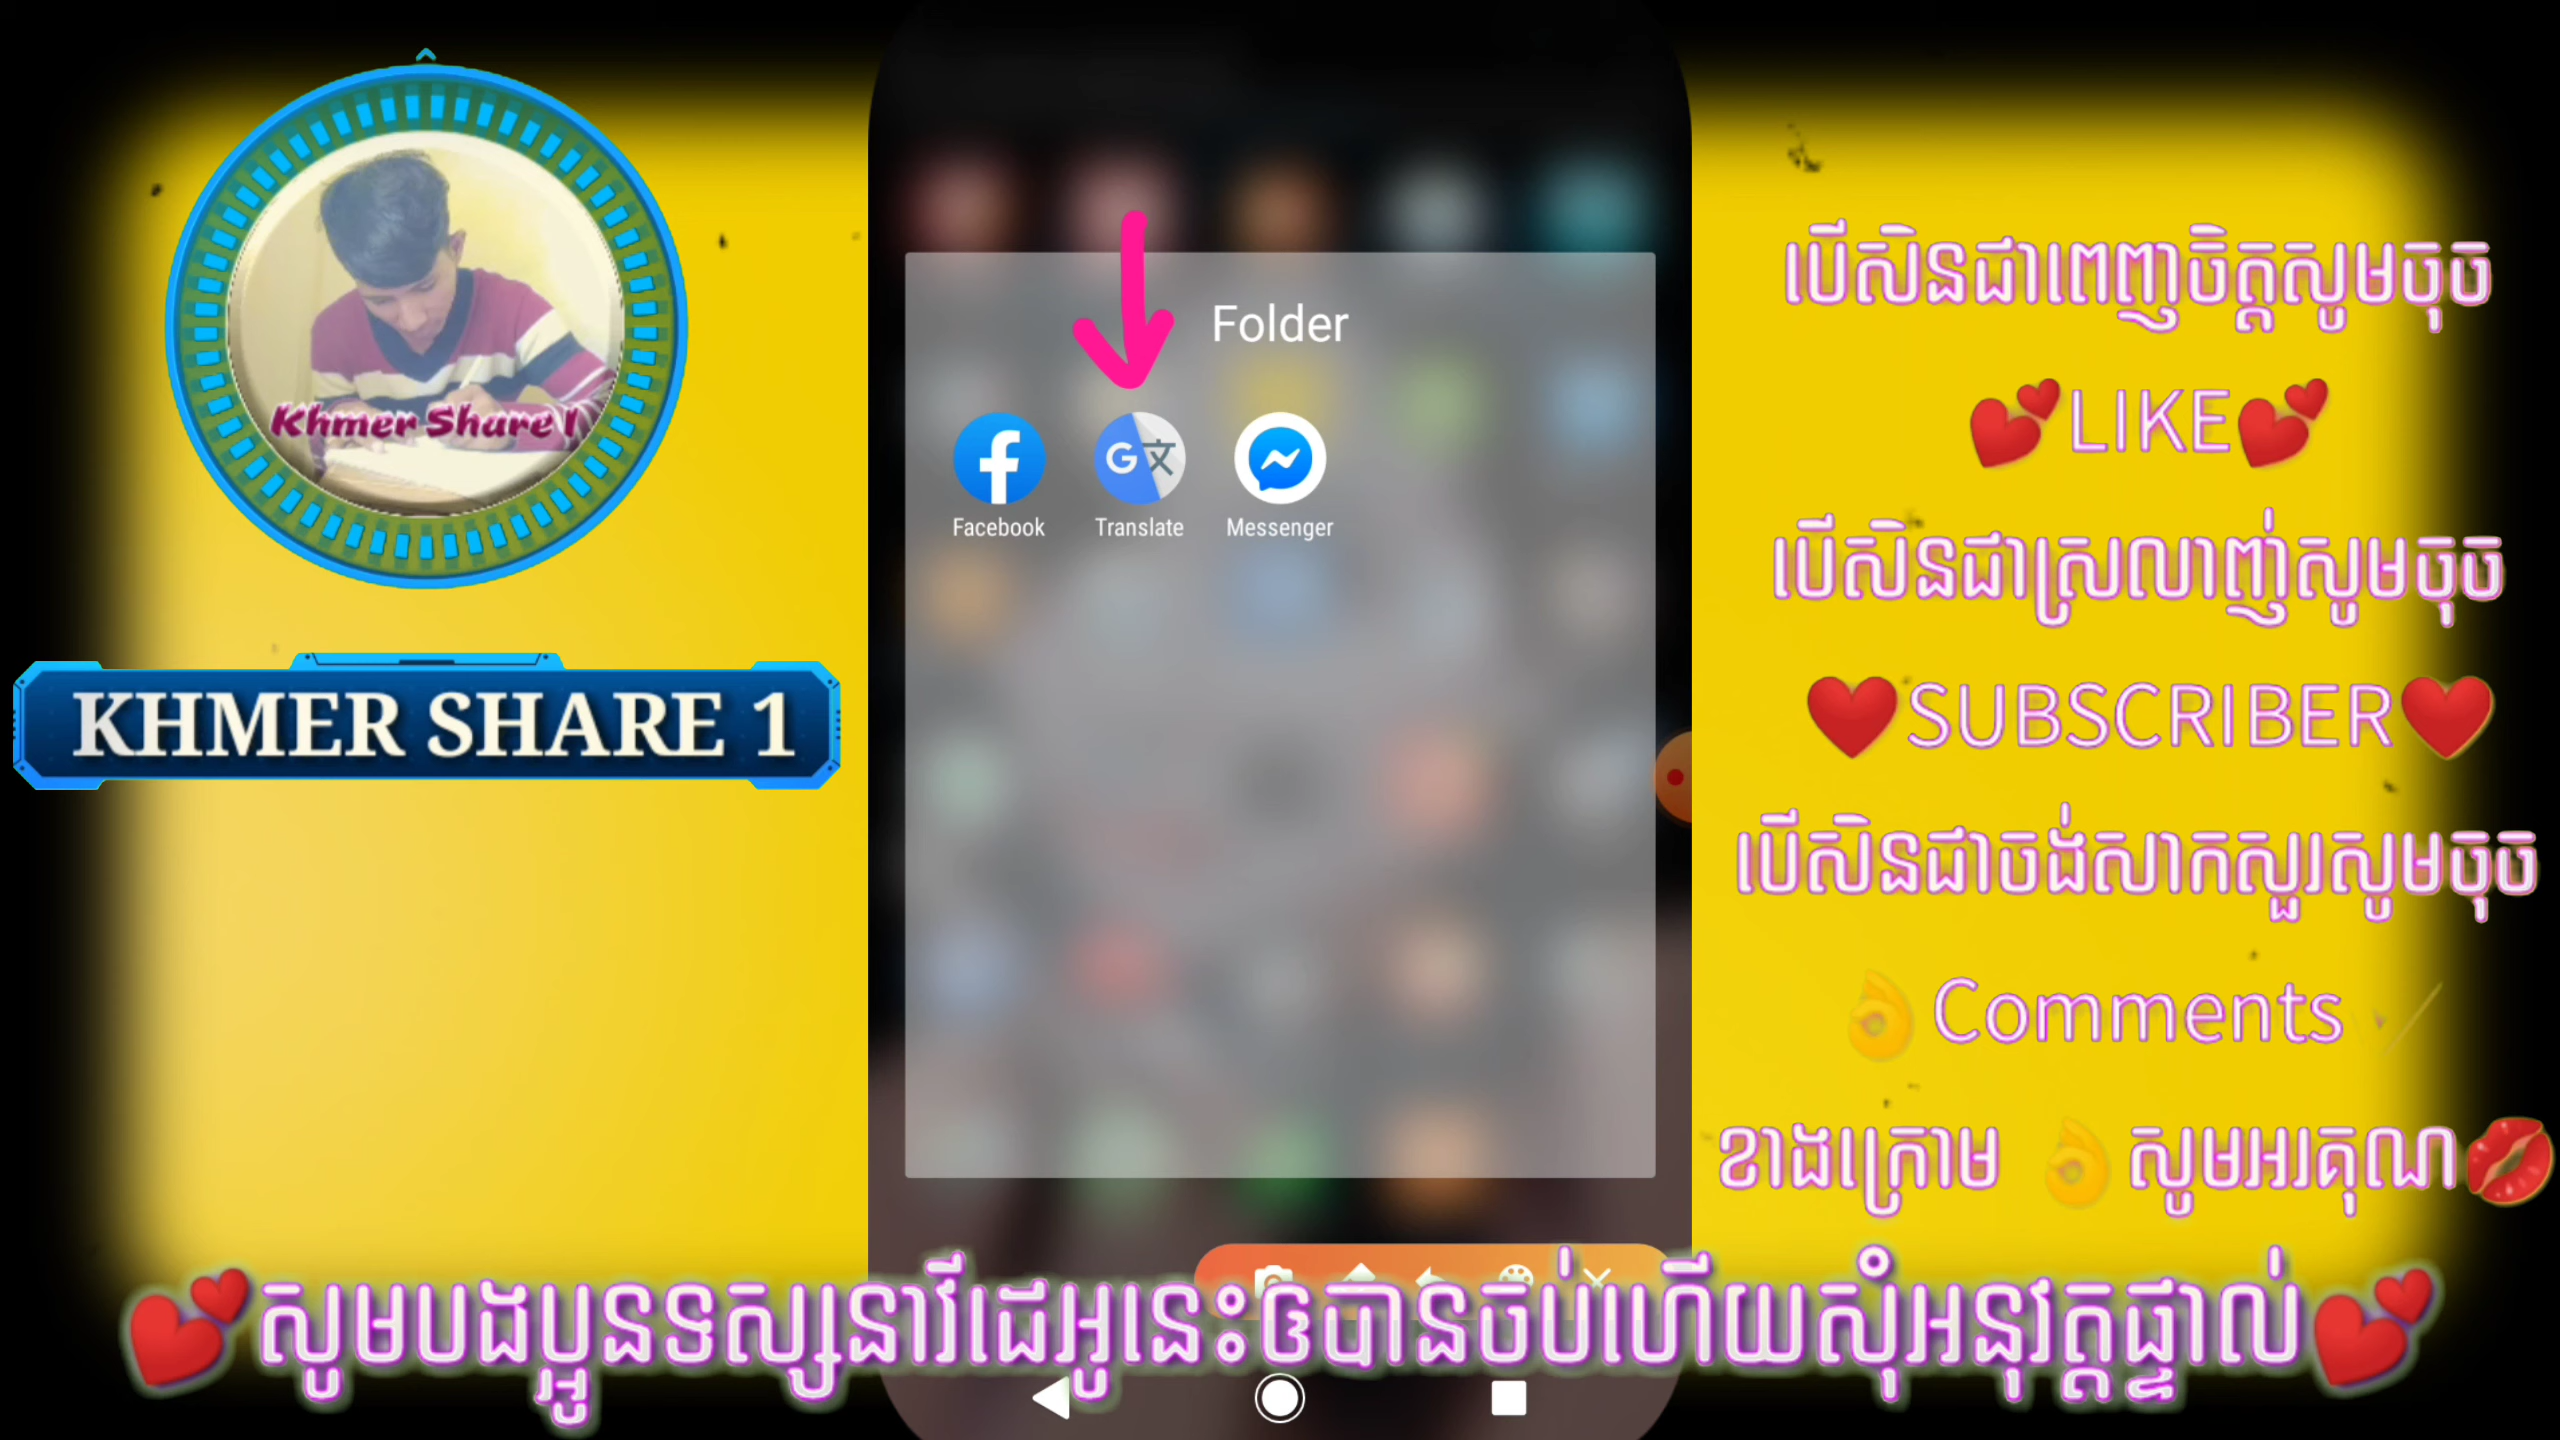 Khmer Share 1
KHMER SHARE 1
Folder
Facebook
Translate
Messenger
បើសិនជាពេញចិត្តសូមចុច
💕LIKE💕
បើសិនជាស្រលាញ់សូមចុច
❤️SUBSCRIBER❤️
បើសិនជាចង់សាកសួរសូមចុច
👌Comments
ខាងក្រោម 👌សូមអរគុណ💋
💕សូមបងប្អូនទស្សនាវីដេអូនេះឲបានចប់ហើយសុំអនុវត្តផ្ទាល់💕